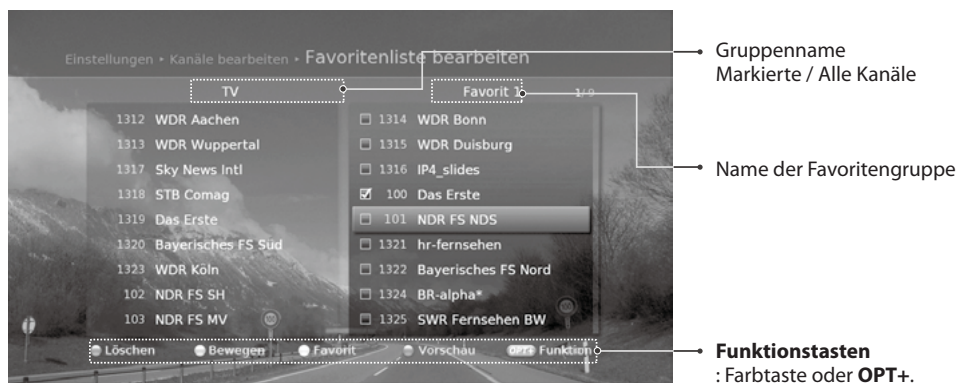 Einstellungen • Kanäle bearbeiten • Favoritenliste bearbeiten
TV
Favorit 1
1/9
1312 WDR Aachen
1313 WDR Wuppertal
1317 Sky News Intl
1318 STB Comag
1319 Das Erste
1320 Bayerisches FS Süd
1323 WDR Köln
102 NDR FS SH
103 NDR FS MV
1314 WDR Bonn
1315 WDR Duisburg
1316 IP4_slides
100 Das Erste
101 NDR FS NDS
1321 hr-fernsehen
1322 Bayerisches FS Nord
1324 BR-alpha*
1325 SWR Fernsehen BW
Löschen Bewegen Favorit Vorschau OPT+ Funktion
Gruppenname
Markierte / Alle Kanäle
Name der Favoritengruppe
Funktionstasten
: Farbtaste oder OPT+.